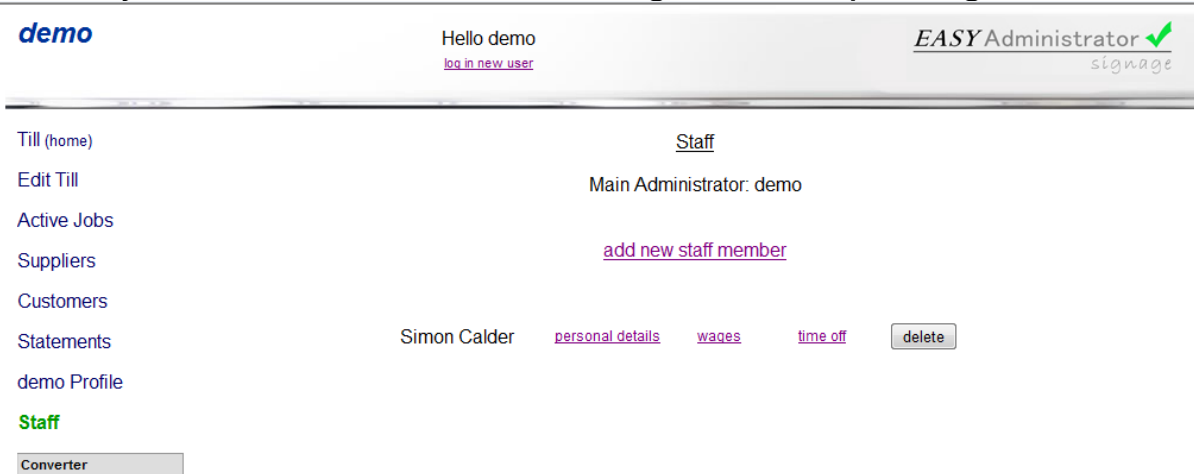 demo
Hello demo
log in new user
EASY Administrator
signage
Till (home)
Edit Till
Active Jobs
Suppliers
Customers
Statements
demo Profile
Staff
Converter
Staff
Main Administrator: demo
add new staff member
Simon Calder personal details wages time off delete